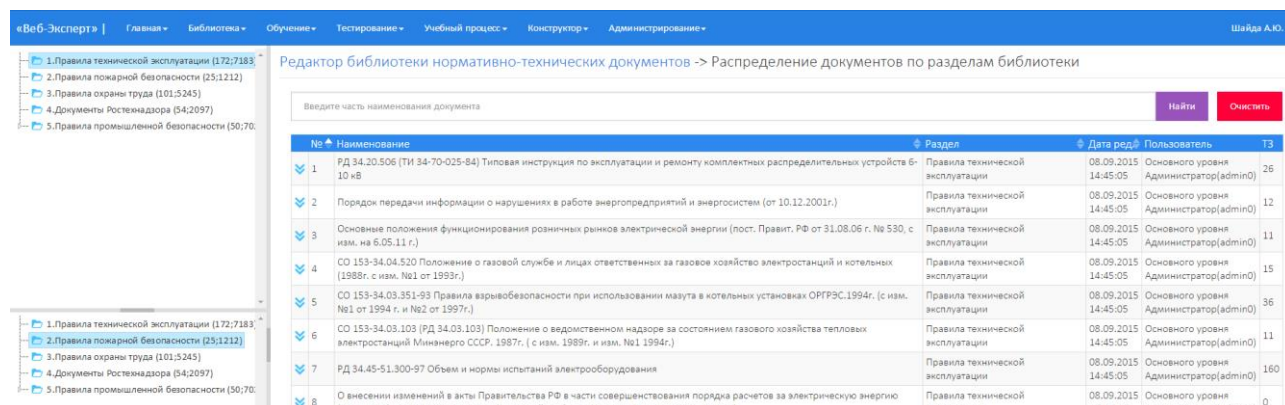 «Веб-Эксперт» | Главная Библиотека Обучение Тестирование Учебный процесс Конструктор Администрирование Шайда А.Ю.
1.Правила технической эксплуатации (172;7183)
2.Правила пожарной безопасности (25;1212)
3.Правила охраны труда (101;5245)
4.Документы Ростехнадзора (54;2097)
5.Правила промышленной безопасности (50;70
1.Правила технической эксплуатации (172;7183)
2.Правила пожарной безопасности (25;1212)
3.Правила охраны труда (101;5245)
4.Документы Ростехнадзора (54;2097)
5.Правила промышленной безопасности (50;70
Редактор библиотеки нормативно-технических документов -> Распределение документов по разделам библиотеки
Введите часть наименования документа Найти Очистить
№ Наименование Раздел Дата ред. Пользователь ТЗ
1 РД 34.20.506 (ТИ 34-70-025-84) Типовая инструкция по эксплуатации и ремонту комплектных распределительных устройств 6- Правила технической 08.09.2015 Основного уровня 26
10 кВ эксплуатации 14:45:05 Администратор(admin0)
2 Порядок передачи информации о нарушениях в работе энергопредприятий и энергосистем (от 10.12.2001г.) Правила технической 08.09.2015 Основного уровня 12
эксплуатации 14:45:05 Администратор(admin0)
3 Основные положения функционирования розничных рынков электрической энергии (пост. Правит. РФ от 31.08.06 г. № 530, с Правила технической 08.09.2015 Основного уровня 11
изм. на 6.05.11 г.) эксплуатации 14:45:05 Администратор(admin0)
4 СО 153-34.04.520 Положение о газовой службе и лицах ответственных за газовое хозяйство электростанций и котельных Правила технической 08.09.2015 Основного уровня 15
(1988г. с изм. №1 от 1993г.) эксплуатации 14:45:05 Администратор(admin0)
5 СО 153-34.03.351-93 Правила взрывобезопасности при использовании мазута в котельных установках ОРГРЭС.1994г. (с изм. Правила технической 08.09.2015 Основного уровня 36
№1 от 1994 г. и №2 от 1997г.) эксплуатации 14:45:05 Администратор(admin0)
6 СО 153-34.03.103 (РД 34.03.103) Положение о ведомственном надзоре за состоянием газового хозяйства тепловых Правила технической 08.09.2015 Основного уровня 11
электростанций Минэнерго СССР. 1987г. ( с изм. 1989г. и изм. №1 1994г.) эксплуатации 14:45:05 Администратор(admin0)
7 РД 34.45-51.300-97 Объем и нормы испытаний электрооборудования Правила технической 08.09.2015 Основного уровня 160
эксплуатации 14:45:05 Администратор(admin0)
8 О внесении изменений в акты Правительства РФ в части совершенствования порядка расчетов за электрическую энергию Правила технической 08.09.2015 Основного уровня 0